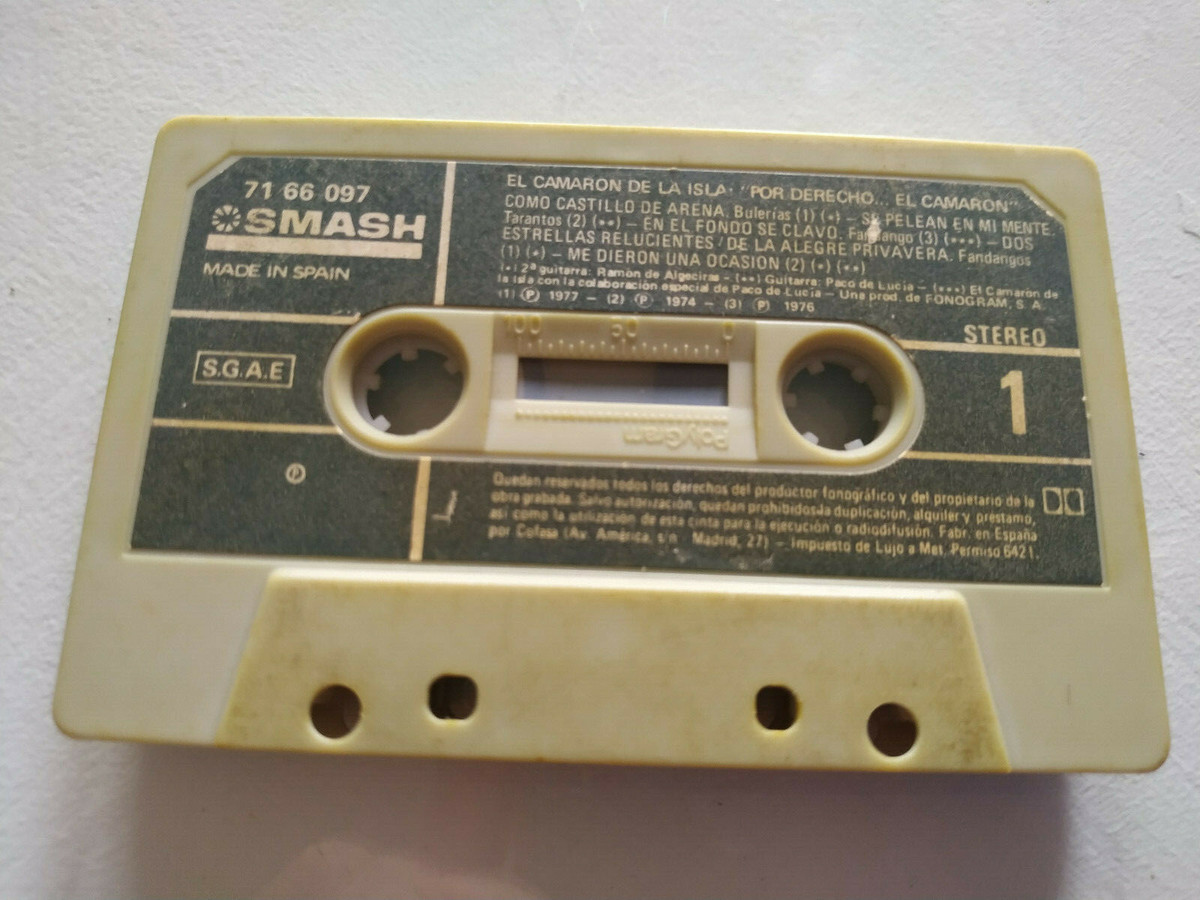 71 66 097
SMASH
MADE IN SPAIN
EL CAMARON DE LA ISLA· "POR DERECHO... EL CAMARON"
COMO CASTILLO DE ARENA. Bulerías (1) (*) – SE PELEAN EN MI MENTE.
Tarantos (2) (**) – EN EL FONDO SE CLAVO. Fandango (3) (***) – DOS
ESTRELLAS RELUCIENTES/DE LA ALEGRE PRIVAVERA. Fandangos
(1) (*) – ME DIERON UNA OCASION (2) (*) (**)
(*) 2ª guitarra: Ramón de Algeciras – (**) Guitarra: Paco de Lucía – (***) El Camarón de
la Isla con la colaboración especial de Paco de Lucía – Una prod. de FONOGRAM, S. A.
(1) Ⓟ 1977 – (2) Ⓟ 1974 – (3) Ⓟ 1976
STEREO
100 50 0
S.G.A.E
1
PolyGram
Ⓟ
Quedan reservados todos los derechos del productor fonográfico y del propietario de la
obra grabada. Salvo autorización, quedan prohibidos la duplicación, alquiler y préstamo,
así como la utilización de esta cinta para la ejecución o radiodifusión. Fabr. en España
por Cofasa (Av. América, s/n Madrid, 27) – Impuesto de Lujo a Met. Permiso 6421.